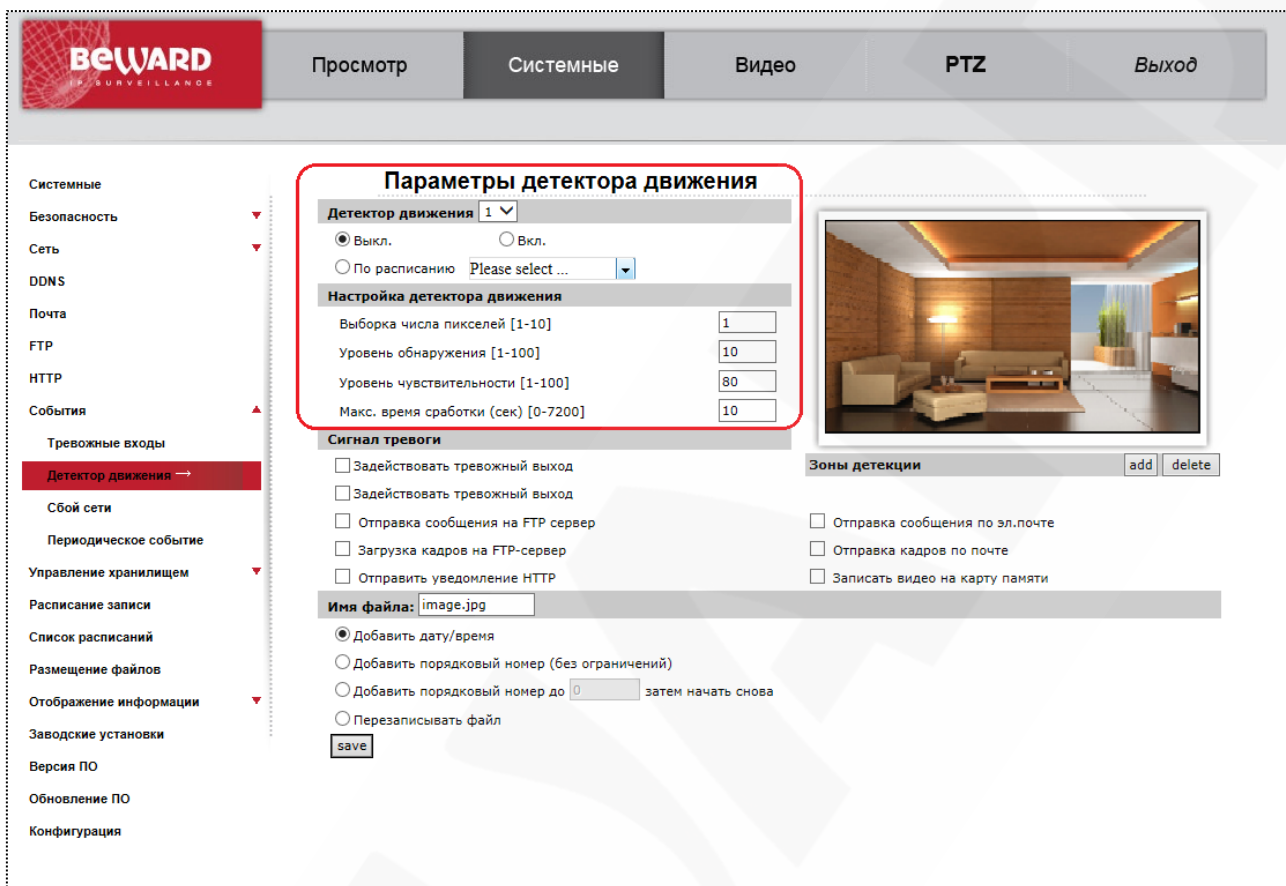 BEWARD
IP SURVEILLANCE
Просмотр
Системные
Видео
PTZ
Выход
Системные
Безопасность
Сеть
DDNS
Почта
FTP
HTTP
События
Тревожные входы
Детектор движения →
Сбой сети
Периодическое событие
Управление хранилищем
Расписание записи
Список расписаний
Размещение файлов
Отображение информации
Заводские установки
Версия ПО
Обновление ПО
Конфигурация
Параметры детектора движения
Детектор движения 1
Выкл. Вкл.
По расписанию Please select ...
Настройка детектора движения
Выборка числа пикселей [1-10] 1
Уровень обнаружения [1-100] 10
Уровень чувствительности [1-100] 80
Макс. время сработки (сек) [0-7200] 10
Сигнал тревоги
Задействовать тревожный выход
Зоны детекции add delete
Задействовать тревожный выход
Отправка сообщения на FTP сервер Отправка сообщения по эл.почте
Загрузка кадров на FTP-сервер Отправка кадров по почте
Отправить уведомление HTTP Записать видео на карту памяти
Имя файла: image.jpg
Добавить дату/время
Добавить порядковый номер (без ограничений)
Добавить порядковый номер до 0 затем начать снова
Перезаписывать файл
save